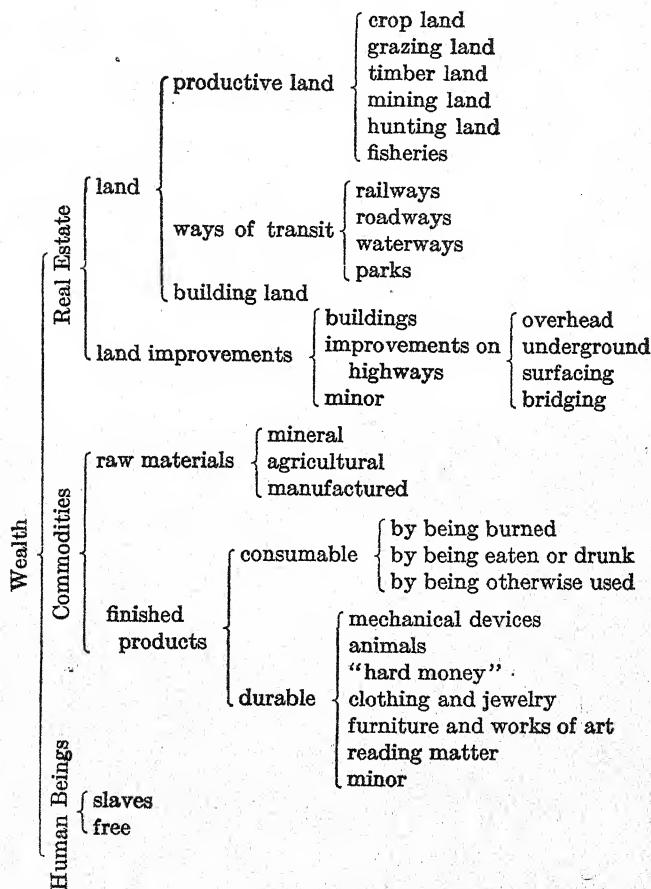 Wealth
Real Estate
land
productive land
crop land
grazing land
timber land
mining land
hunting land
fisheries
ways of transit
railways
roadways
waterways
parks
building land
land improvements
buildings
improvements on
highways
minor
overhead
underground
surfacing
bridging
Commodities
raw materials
mineral
agricultural
manufactured
finished
products
consumable
by being burned
by being eaten or drunk
by being otherwise used
durable
mechanical devices
animals
“hard money”
clothing and jewelry
furniture and works of art
reading matter
minor
Human Beings
slaves
free